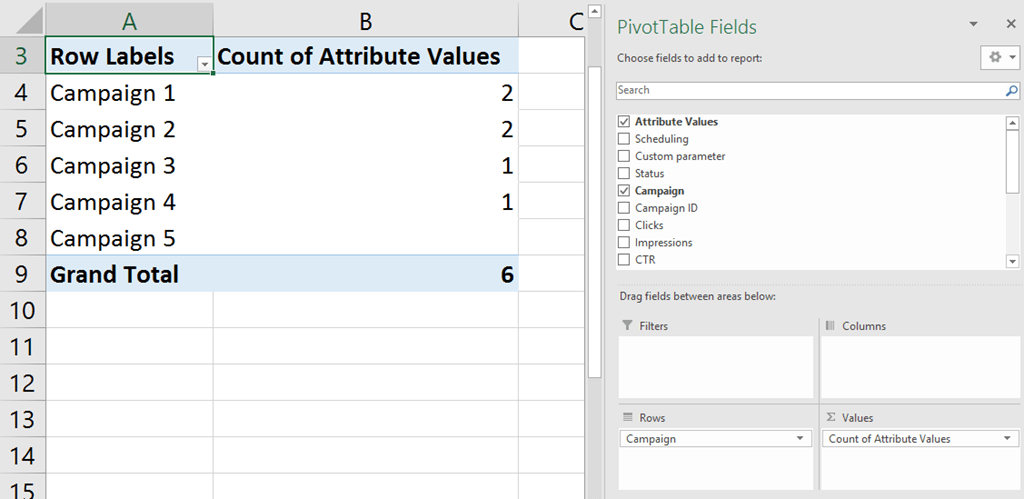 A B C
3 Row Labels Count of Attribute Values
4 Campaign 1 2
5 Campaign 2 2
6 Campaign 3 1
7 Campaign 4 1
8 Campaign 5
9 Grand Total 6
10
11
12
13
14
15
PivotTable Fields
Choose fields to add to report:
Search
Attribute Values
Scheduling
Custom parameter
Status
Campaign
Campaign ID
Clicks
Impressions
CTR
Drag fields between areas below:
Filters Columns
Rows Σ Values
Campaign Count of Attribute Values